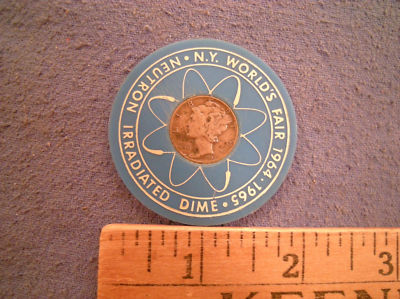 N.Y. WORLD'S FAIR 1964·1965 • NEUTRON IRRADIATED DIME •
1 2 3